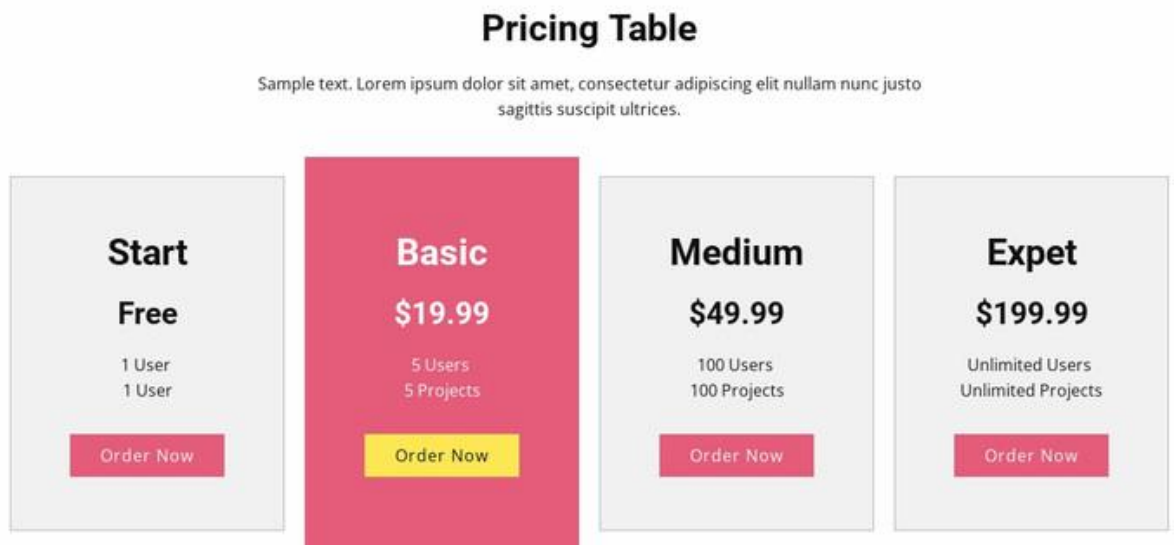 Pricing Table
Sample text. Lorem ipsum dolor sit amet, consectetur adipiscing elit nullam nunc justo
sagittis suscipit ultrices.
Start
Free
1 User
1 User
Order Now
Basic
$19.99
5 Users
5 Projects
Order Now
Medium
$49.99
100 Users
100 Projects
Order Now
Expet
$199.99
Unlimited Users
Unlimited Projects
Order Now